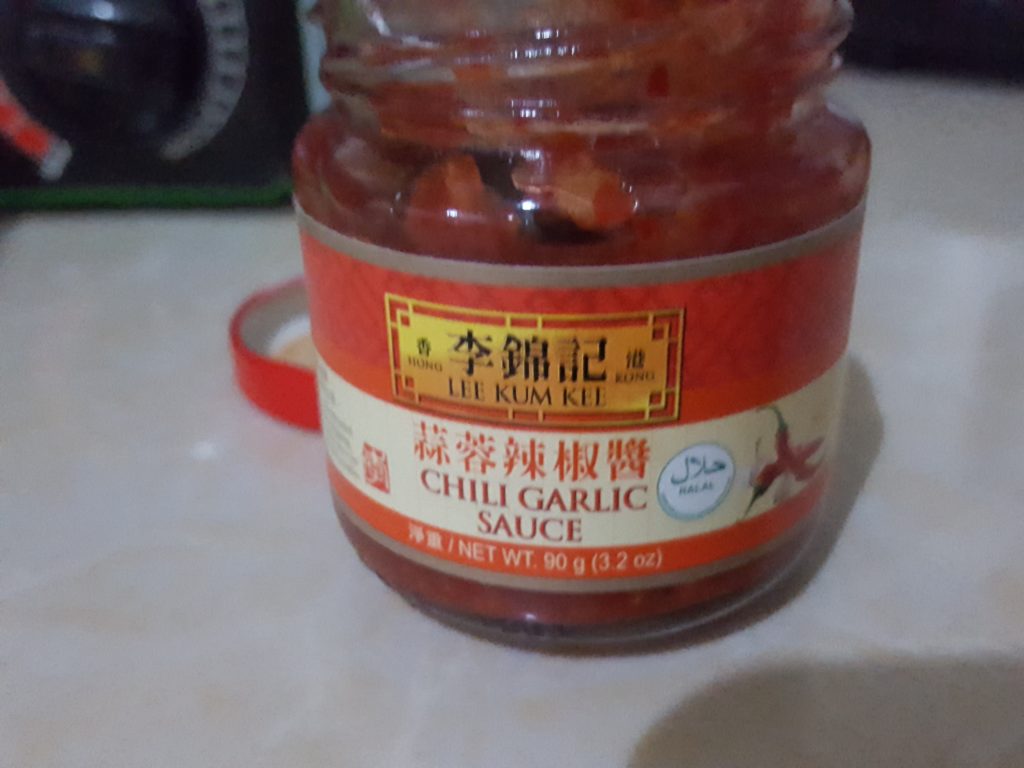 香 李錦記 港
HONG KONG
LEE KUM KEE
蒜蓉辣椒醬
CHILI GARLIC
SAUCE
حلال
HALAL
淨重 / NET WT. 90 g (3.2 oz)